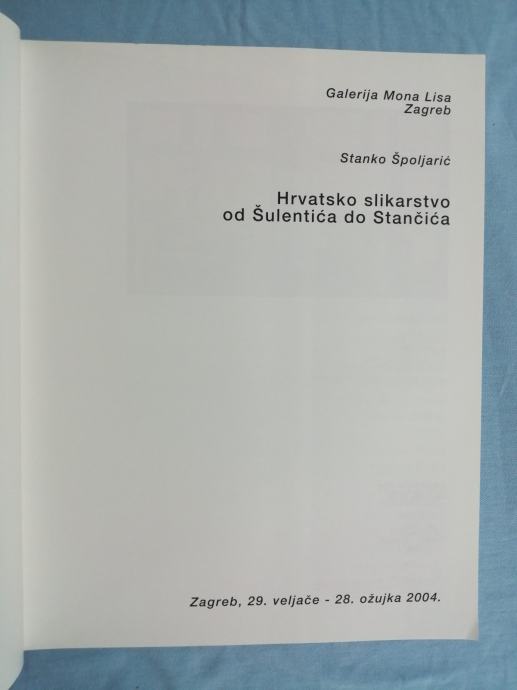 Galerija Mona Lisa
Zagreb
Stanko Špoljarić
Hrvatsko slikarstvo
od Šulentića do Stančića
Zagreb, 29. veljače - 28. ožujka 2004.